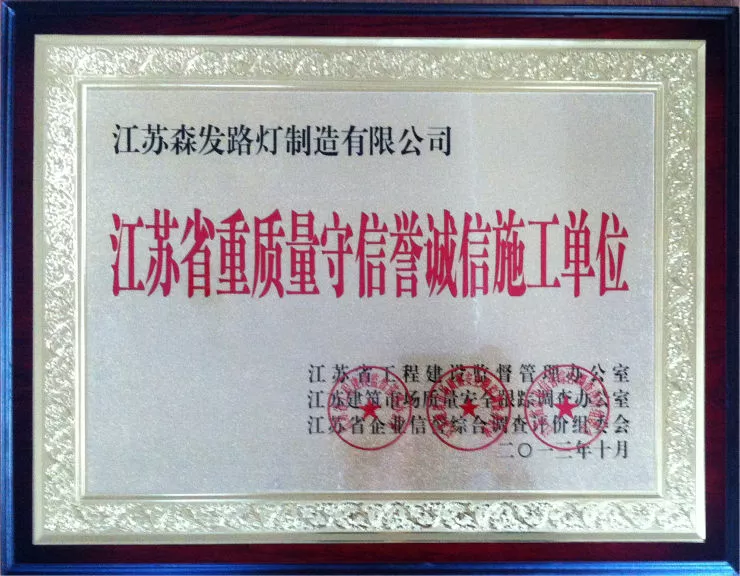 江苏森发路灯制造有限公司
江苏省重质量守信誉诚信施工单位
江苏省工程建设监督管理办公室
江苏建筑市场质量安全跟踪调查办公室
江苏省企业信誉综合调查评价组委会
二〇一二年十月